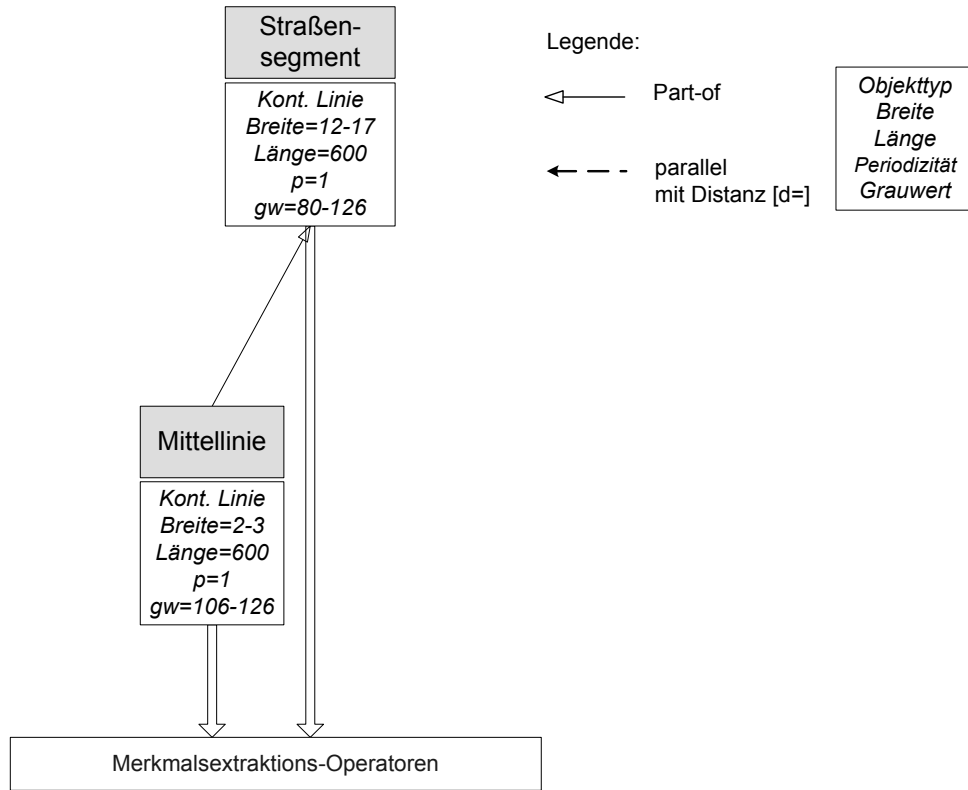 Straßen-
segment
Kont. Linie
Breite=12-17
Länge=600
p=1
gw=80-126
Legende:
Part-of
parallel
mit Distanz [d=]
Objekttyp
Breite
Länge
Periodizität
Grauwert
Mittellinie
Kont. Linie
Breite=2-3
Länge=600
p=1
gw=106-126
Merkmalsextraktions-Operatoren